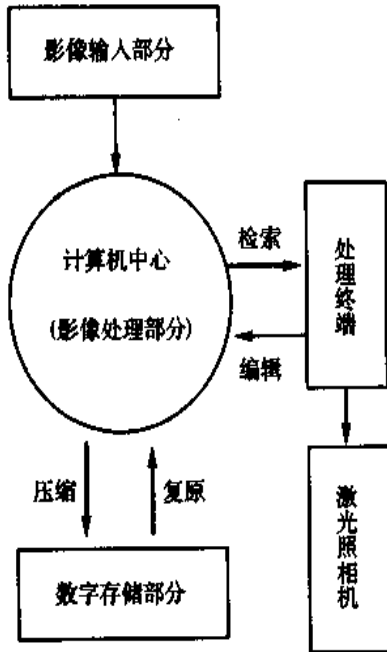 影像输入部分
计算机中心
(影像处理部分)
检索
编辑
处理终端
压缩
复原
数字存储部分
激光照相机